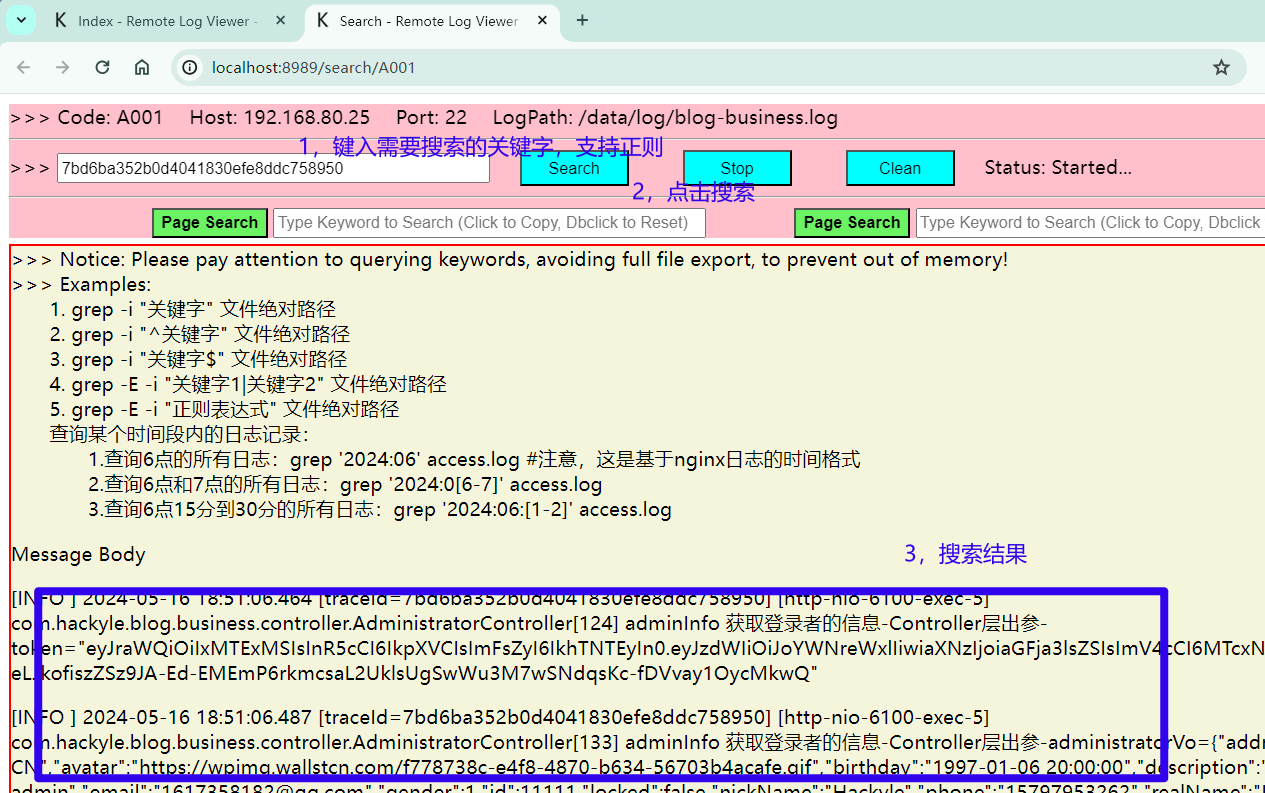 Index - Remote Log Viewer -
Search - Remote Log Viewer
localhost:8989/search/A001
>>> Code: A001 Host: 192.168.80.25 Port: 22 LogPath: /data/log/blog-business.log
1，键入需要搜索的关键字，支持正则
>>> 7bd6ba352b0d4041830efe8ddc758950 Search Stop Clean Status: Started...
2，点击搜索
Page Search Type Keyword to Search (Click to Copy, Dbclick to Reset) Page Search Type Keyword to Search (Click to Copy, Dbclick
>>> Notice: Please pay attention to querying keywords, avoiding full file export, to prevent out of memory!
>>> Examples:
1. grep -i "关键字" 文件绝对路径
2. grep -i "^关键字" 文件绝对路径
3. grep -i "关键字$" 文件绝对路径
4. grep -E -i "关键字1|关键字2" 文件绝对路径
5. grep -E -i "正则表达式" 文件绝对路径
查询某个时间段内的日志记录：
1.查询6点的所有日志：grep '2024:06' access.log #注意，这是基于nginx日志的时间格式
2.查询6点和7点的所有日志：grep '2024:0[6-7]' access.log
3.查询6点15分到30分的所有日志：grep '2024:06:[1-2]' access.log
Message Body
3，搜索结果
[INFO ] 2024-05-16 18:51:06.464 [traceId=7bd6ba352b0d4041830efe8ddc758950] [http-nio-6100-exec-5]
com.hackyle.blog.business.controller.AdministratorController[124] adminInfo 获取登录者的信息-Controller层出参-
[INFO ] 2024-05-16 18:51:06.487 [traceId=7bd6ba352b0d4041830efe8ddc758950] [http-nio-6100-exec-5]
com.hackyle.blog.business.controller.AdministratorController[133] adminInfo 获取登录者的信息-Controller层出参-administratorVo={"addr
CN","avatar":"https://wpimg.wallstcn.com/f778738c-e4f8-4870-b634-56703b4acafe.gif","birthday":"1997-01-06 20:00:00","description":"